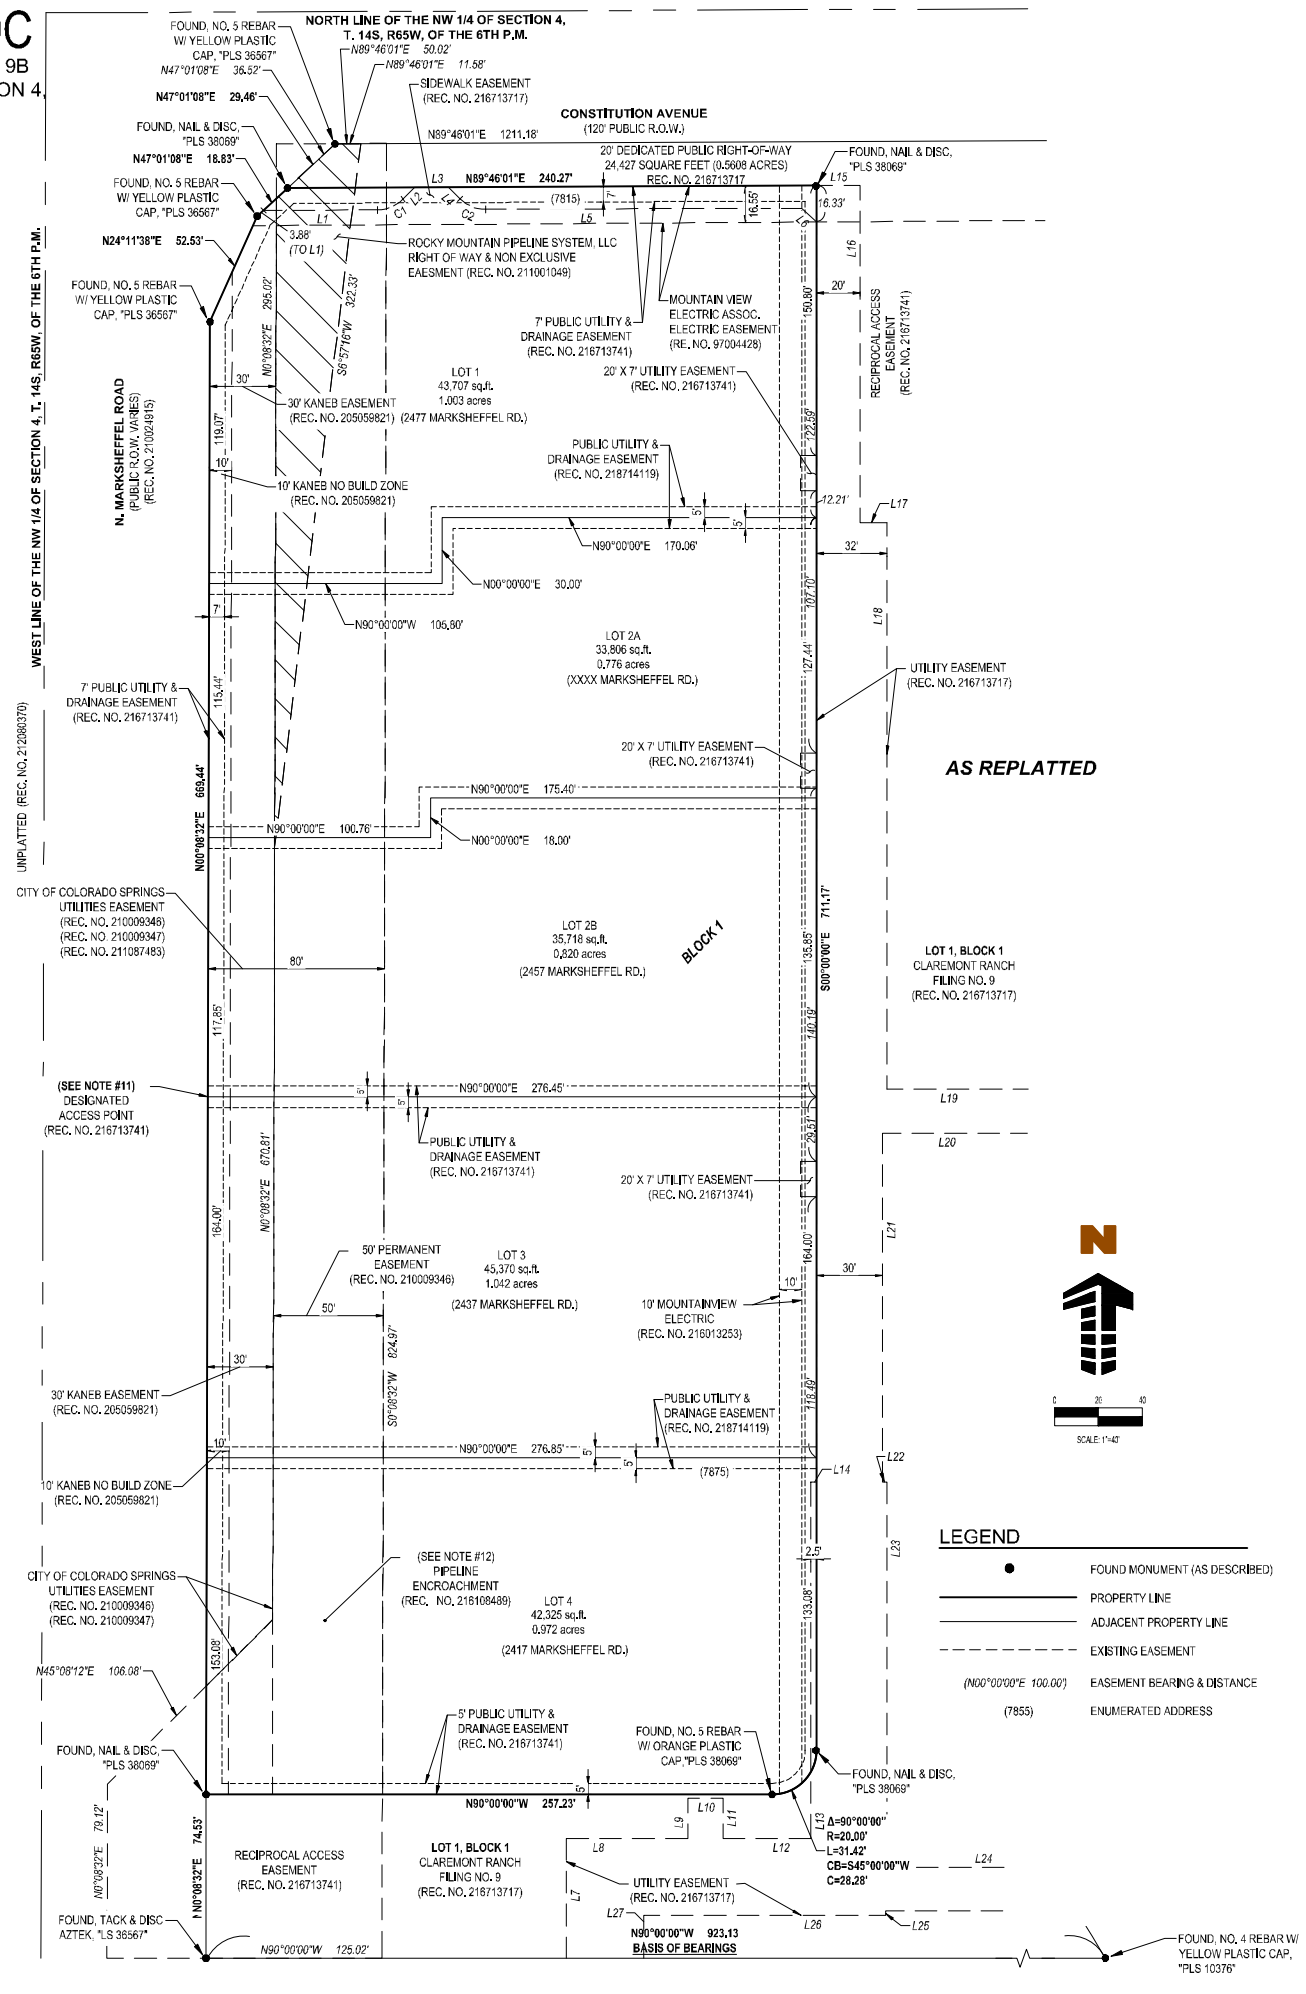 C
9B
ON 4,
FOUND, NO. 5 REBAR
W/ YELLOW PLASTIC
CAP, "PLS 36567"
NORTH LINE OF THE NW 1/4 OF SECTION 4,
T. 14S, R65W, OF THE 6TH P.M.
N89°46'01"E 50.02'
N47°01'08"E 36.52'
N89°46'01"E 11.58'
SIDEWALK EASEMENT
(REC. NO. 216713717)
N47°01'08"E 29.46'
CONSTITUTION AVENUE
(120' PUBLIC R.O.W.)
FOUND, NAIL & DISC,
"PLS 38069"
N89°46'01"E 1211.18'
20' DEDICATED PUBLIC RIGHT-OF-WAY
24,427 SQUARE FEET (0.5608 ACRES)
REC. NO. 216713717
FOUND, NAIL & DISC,
"PLS 38069"
N47°01'08"E 18.83'
L3
N89°46'01"E 240.27'
L15
FOUND, NO. 5 REBAR
W/ YELLOW PLASTIC
CAP, "PLS 36567"
(7815)
7'
16.55'
16.33'
L1
C1
L2
L4
C2
L5
L6
L16
N24°11'38"E 52.53'
3.88'
(TO L1)
ROCKY MOUNTAIN PIPELINE SYSTEM, LLC
RIGHT OF WAY & NON EXCLUSIVE
EAESMENT (REC. NO. 211001049)
FOUND, NO. 5 REBAR
W/ YELLOW PLASTIC
CAP, "PLS 36567"
N0°08'32"E 295.02'
S6°57'16"W 322.33'
7' PUBLIC UTILITY &
DRAINAGE EASEMENT
(REC. NO. 216713741)
MOUNTAIN VIEW
ELECTRIC ASSOC.
ELECTRIC EASEMENT
(RE. NO. 97004428)
150.80'
20'
RECIPROCAL ACCESS
EASEMENT
(REC. NO. 216713741)
WEST LINE OF THE NW 1/4 OF SECTION 4, T. 14S, R65W, OF THE 6TH P.M.
N. MARKSHEFFEL ROAD
(PUBLIC R.O.W. VARIES)
(REC. NO. 210024915)
30'
LOT 1
43,707 sq.ft.
1.003 acres
(2477 MARKSHEFFEL RD.)
20' X 7' UTILITY EASEMENT
(REC. NO. 216713741)
30' KANEB EASEMENT
(REC. NO. 205059821)
119.07'
122.59'
PUBLIC UTILITY &
DRAINAGE EASEMENT
(REC. NO. 218714119)
10'
10' KANEB NO BUILD ZONE
(REC. NO. 205059821)
12.21'
L17
5'
5'
N90°00'00"E 170.06'
32'
N00°00'00"E 30.00'
107.10'
7'
N90°00'00"W 105.80'
L18
LOT 2A
33,806 sq.ft.
0.776 acres
(XXXX MARKSHEFFEL RD.)
127.44'
UTILITY EASEMENT
(REC. NO. 216713717)
7' PUBLIC UTILITY &
DRAINAGE EASEMENT
(REC. NO. 216713741)
115.44'
UNPLATTED (REC. NO. 212080370)
20' X 7' UTILITY EASEMENT
(REC. NO. 216713741)
AS REPLATTED
N00°08'32"E 669.44'
N90°00'00"E 175.40'
N90°00'00"E 100.76'
N00°00'00"E 18.00'
CITY OF COLORADO SPRINGS
UTILITIES EASEMENT
(REC. NO. 210009346)
(REC. NO. 210009347)
(REC. NO. 211087483)
LOT 2B
35,718 sq.ft.
0.820 acres
(2457 MARKSHEFFEL RD.)
BLOCK 1
S00°00'00"E 711.17'
135.85'
80'
LOT 1, BLOCK 1
CLAREMONT RANCH
FILING NO. 9
(REC. NO. 216713717)
117.85'
140.19'
(SEE NOTE #11)
DESIGNATED
ACCESS POINT
(REC. NO. 216713741)
N90°00'00"E 276.45'
5'
5'
L19
PUBLIC UTILITY &
DRAINAGE EASEMENT
(REC. NO. 216713741)
29.51'
L20
N0°08'32"E 670.81'
20' X 7' UTILITY EASEMENT
(REC. NO. 216713741)
164.00'
L21
N
50' PERMANENT
EASEMENT
(REC. NO. 210009346)
LOT 3
45,370 sq.ft.
1.042 acres
(2437 MARKSHEFFEL RD.)
164.00'
30'
10'
50'
10' MOUNTAINVIEW
ELECTRIC
(REC. NO. 216013253)
S0°08'32"W 824.97'
30'
30' KANEB EASEMENT
(REC. NO. 205059821)
118.49'
PUBLIC UTILITY &
DRAINAGE EASEMENT
(REC. NO. 218714119)
0 20 40
SCALE: 1"=40'
10'
N90°00'00"E 276.85'
5'
5'
(7875)
L14
L22
10' KANEB NO BUILD ZONE
(REC. NO. 205059821)
LEGEND
FOUND MONUMENT (AS DESCRIBED)
PROPERTY LINE
ADJACENT PROPERTY LINE
EXISTING EASEMENT
(N00°00'00"E 100.00') EASEMENT BEARING & DISTANCE
(7855) ENUMERATED ADDRESS
L23
2.5'
(SEE NOTE #12)
PIPELINE
ENCROACHMENT
(REC. NO. 216108489)
CITY OF COLORADO SPRINGS
UTILITIES EASEMENT
(REC. NO. 210009346)
(REC. NO. 210009347)
LOT 4
42,325 sq.ft.
0.972 acres
(2417 MARKSHEFFEL RD.)
133.08'
153.08'
N45°08'12"E 106.08'
5' PUBLIC UTILITY &
DRAINAGE EASEMENT
(REC. NO. 216713741)
FOUND, NO. 5 REBAR
W/ ORANGE PLASTIC
CAP,"PLS 38069"
FOUND, NAIL & DISC,
"PLS 38069"
FOUND, NAIL & DISC,
"PLS 38069"
N90°00'00"W 257.23'
5'
L9
L10
L11
L13
Δ=90°00'00"
R=20.00'
L=31.42'
CB=S45°00'00"W
C=28.28'
N0°08'32"E 79.12'
N0°08'32"E 74.53'
RECIPROCAL ACCESS
EASEMENT
(REC. NO. 216713741)
LOT 1, BLOCK 1
CLAREMONT RANCH
FILING NO. 9
(REC. NO. 216713717)
L8
L12
L24
L7
UTILITY EASEMENT
(REC. NO. 216713717)
FOUND, TACK & DISC
AZTEK, "LS 36567"
L27
L26
L25
N90°00'00"W 923.13
BASIS OF BEARINGS
N90°00'00"W 125.02'
FOUND, NO. 4 REBAR W/
YELLOW PLASTIC CAP,
"PLS 10376"